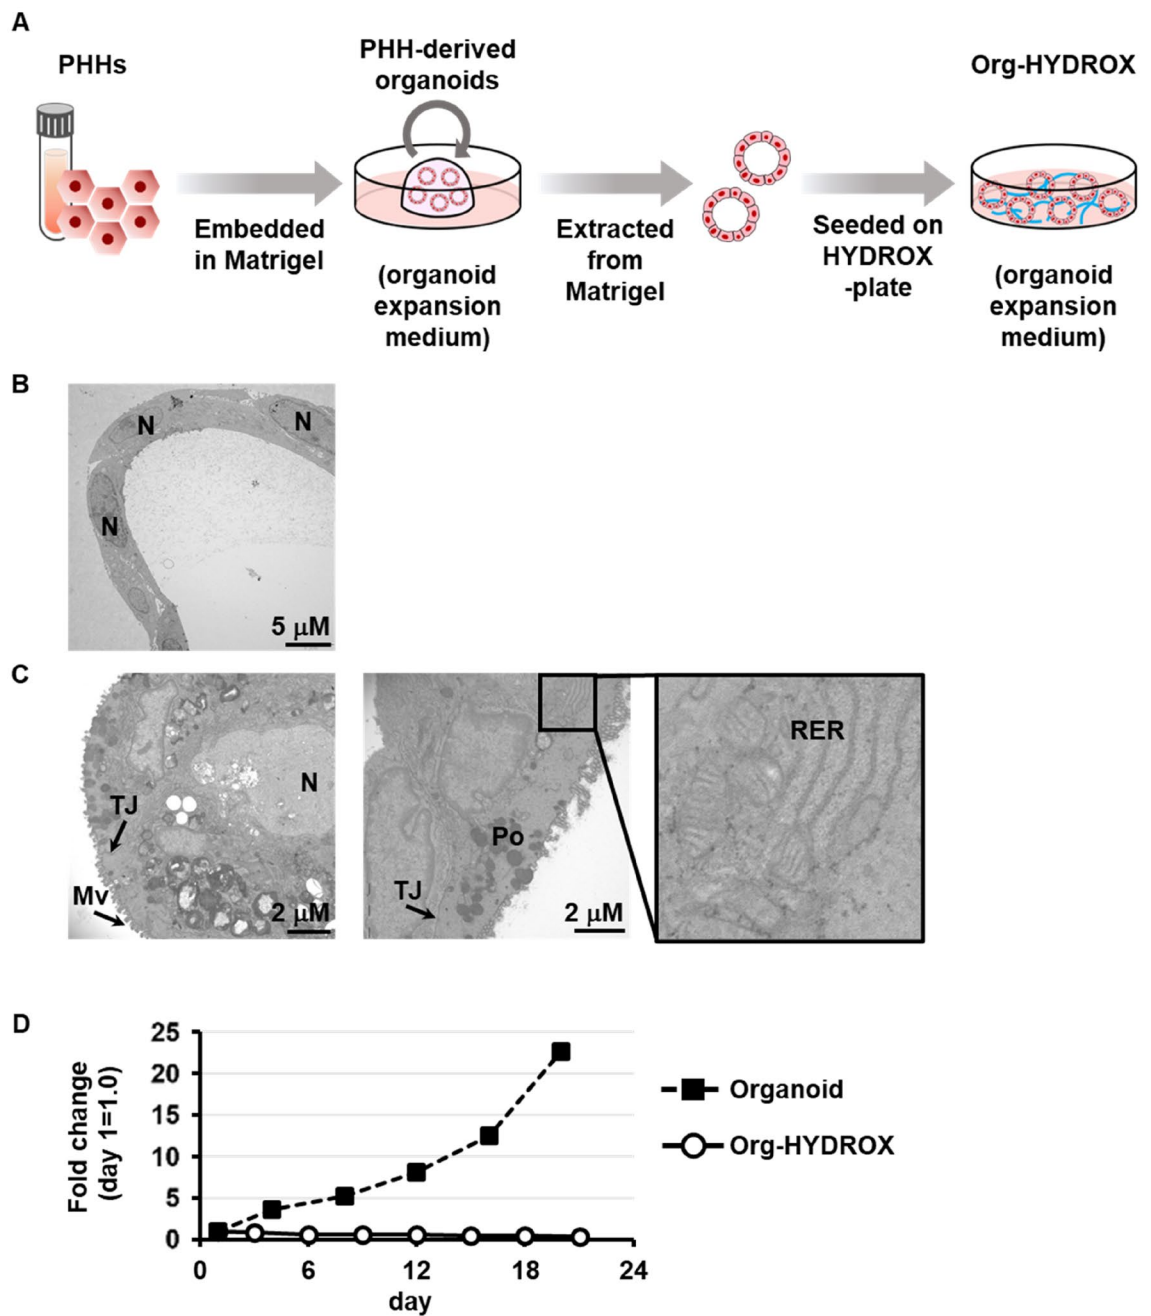 A
PHHs
PHH-derived
organoids
Org-HYDROX
Embedded
in Matrigel
(organoid
expansion
medium)
Extracted
from
Matrigel
Seeded on
HYDROX
-plate
(organoid
expansion
medium)
B
N
N
N
5 μM
C
TJ
Mv
N
2 μM
Po
TJ
2 μM
RER
D
Fold change
(day 1=1.0)
25
20
15
10
5
0
0 6 12 18 24
day
Organoid
Org-HYDROX